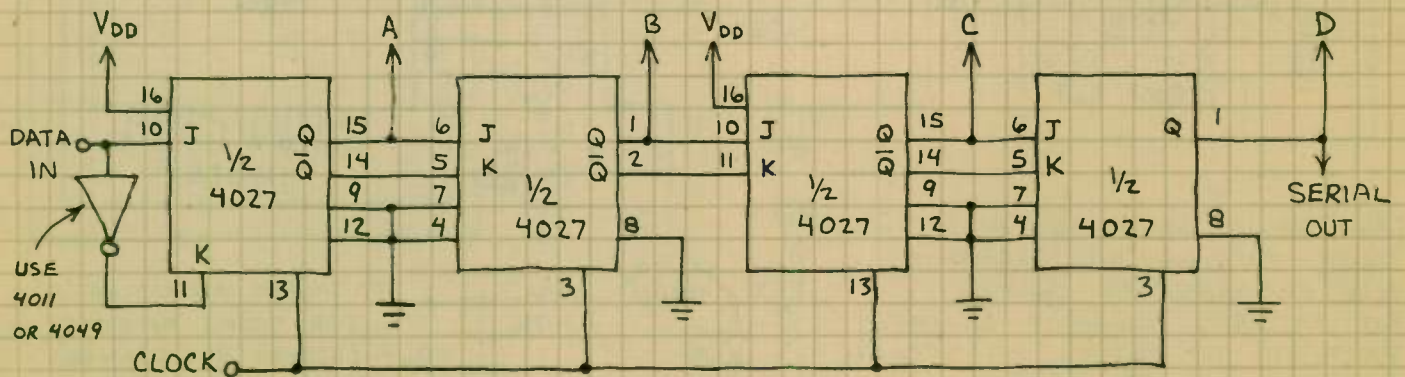 VDD A B VDD C D
16 16
DATA IN 10 J Q 15 6 J Q 1 10 J Q 15 6 J Q 1
1/2 4027 Q̅ 14 5 K 1/2 4027 Q̅ 2 11 K 1/2 4027 Q̅ 14 5 K 1/2 4027
9 7 9 7
12 4 8 12 4 8
SERIAL OUT
USE 4011 OR 4049
K
11 13 3 13 3
CLOCK